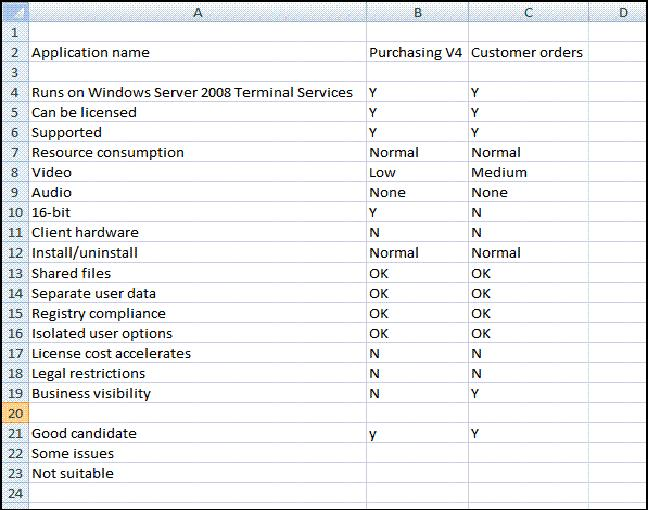 A B C D
1
2 Application name Purchasing V4 Customer orders
3
4 Runs on Windows Server 2008 Terminal Services Y Y
5 Can be licensed Y Y
6 Supported Y Y
7 Resource consumption Normal Normal
8 Video Low Medium
9 Audio None None
10 16-bit Y N
11 Client hardware N N
12 Install/uninstall Normal Normal
13 Shared files OK OK
14 Separate user data OK OK
15 Registry compliance OK OK
16 Isolated user options OK OK
17 License cost accelerates N N
18 Legal restrictions N N
19 Business visibility N Y
20
21 Good candidate y Y
22 Some issues
23 Not suitable
24